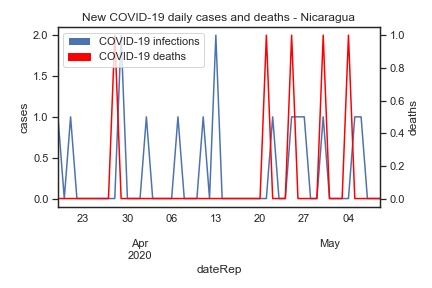 New COVID-19 daily cases and deaths - Nicaragua
COVID-19 infections
COVID-19 deaths
2.0
1.5
1.0
0.5
0.0
cases
1.0
0.8
0.6
0.4
0.2
0.0
deaths
23 30 06 13 20 27 04
Apr May
2020
dateRep